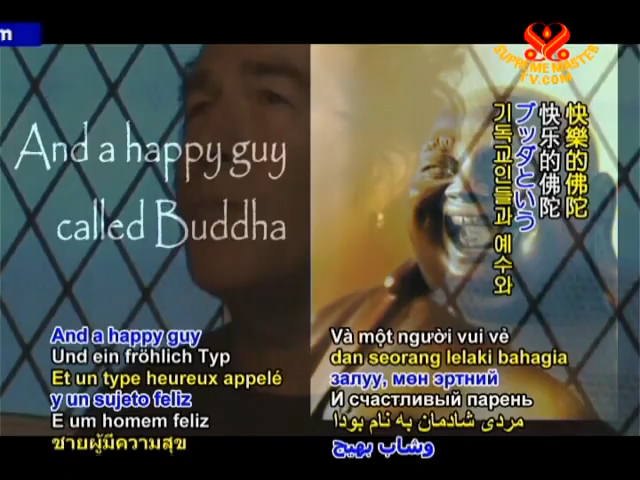 m
SUPREME MASTER
TV.COM
And a happy guy
called Buddha
快樂的佛陀
快乐的佛陀
ブッダという
기독교인들과 예수와
And a happy guy
Und ein fröhlich Typ
Et un type heureux appelé
y un sujeto feliz
E um homem feliz
ชายผู้มีความสุข
Và một người vui vẻ
dan seorang lelaki bahagia
залуу, мөн эртний
И счастливый парень
مردی شادمان به نام بودا
وشاب بهيج